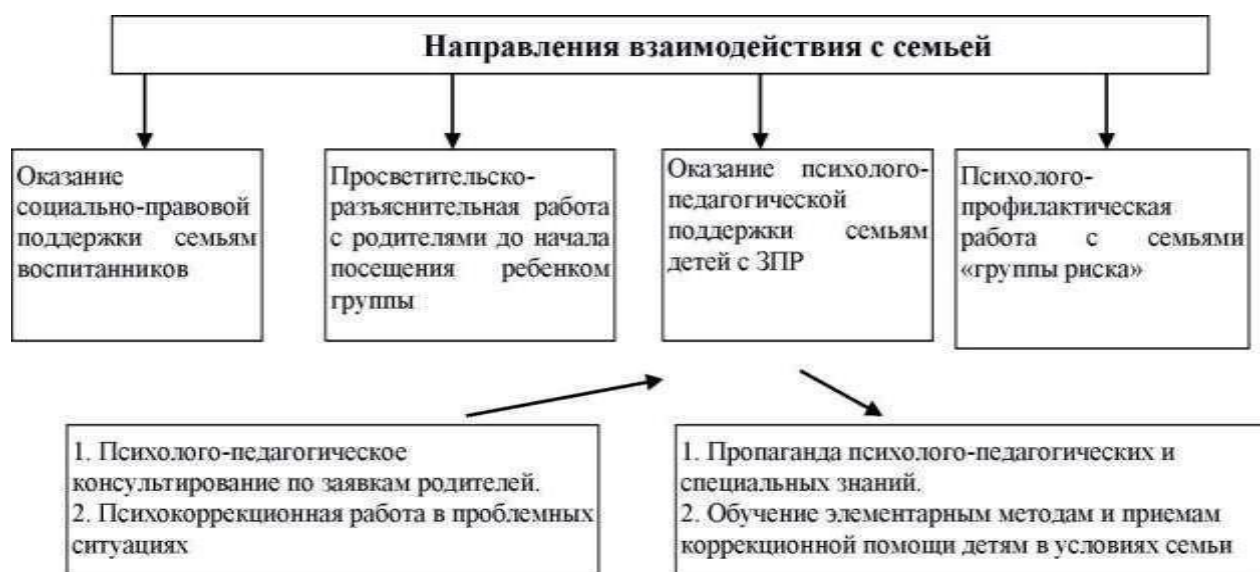 Направления взаимодействия с семьей
Оказание
социально-правовой
поддержки семьям
воспитанников
Просветительско-
разъяснительная работа
с родителями до начала
посещения ребенком
группы
Оказание психолого-
педагогической
поддержки семьям
детей с ЗПР
Психолого-
профилактическая
работа с семьями
«группы риска»
1. Психолого-педагогическое
консультирование по заявкам родителей.
2. Психокоррекционная работа в проблемных
ситуациях
1. Пропаганда психолого-педагогических и
специальных знаний.
2. Обучение элементарным методам и приемам
коррекционной помощи детям в условиях семьи